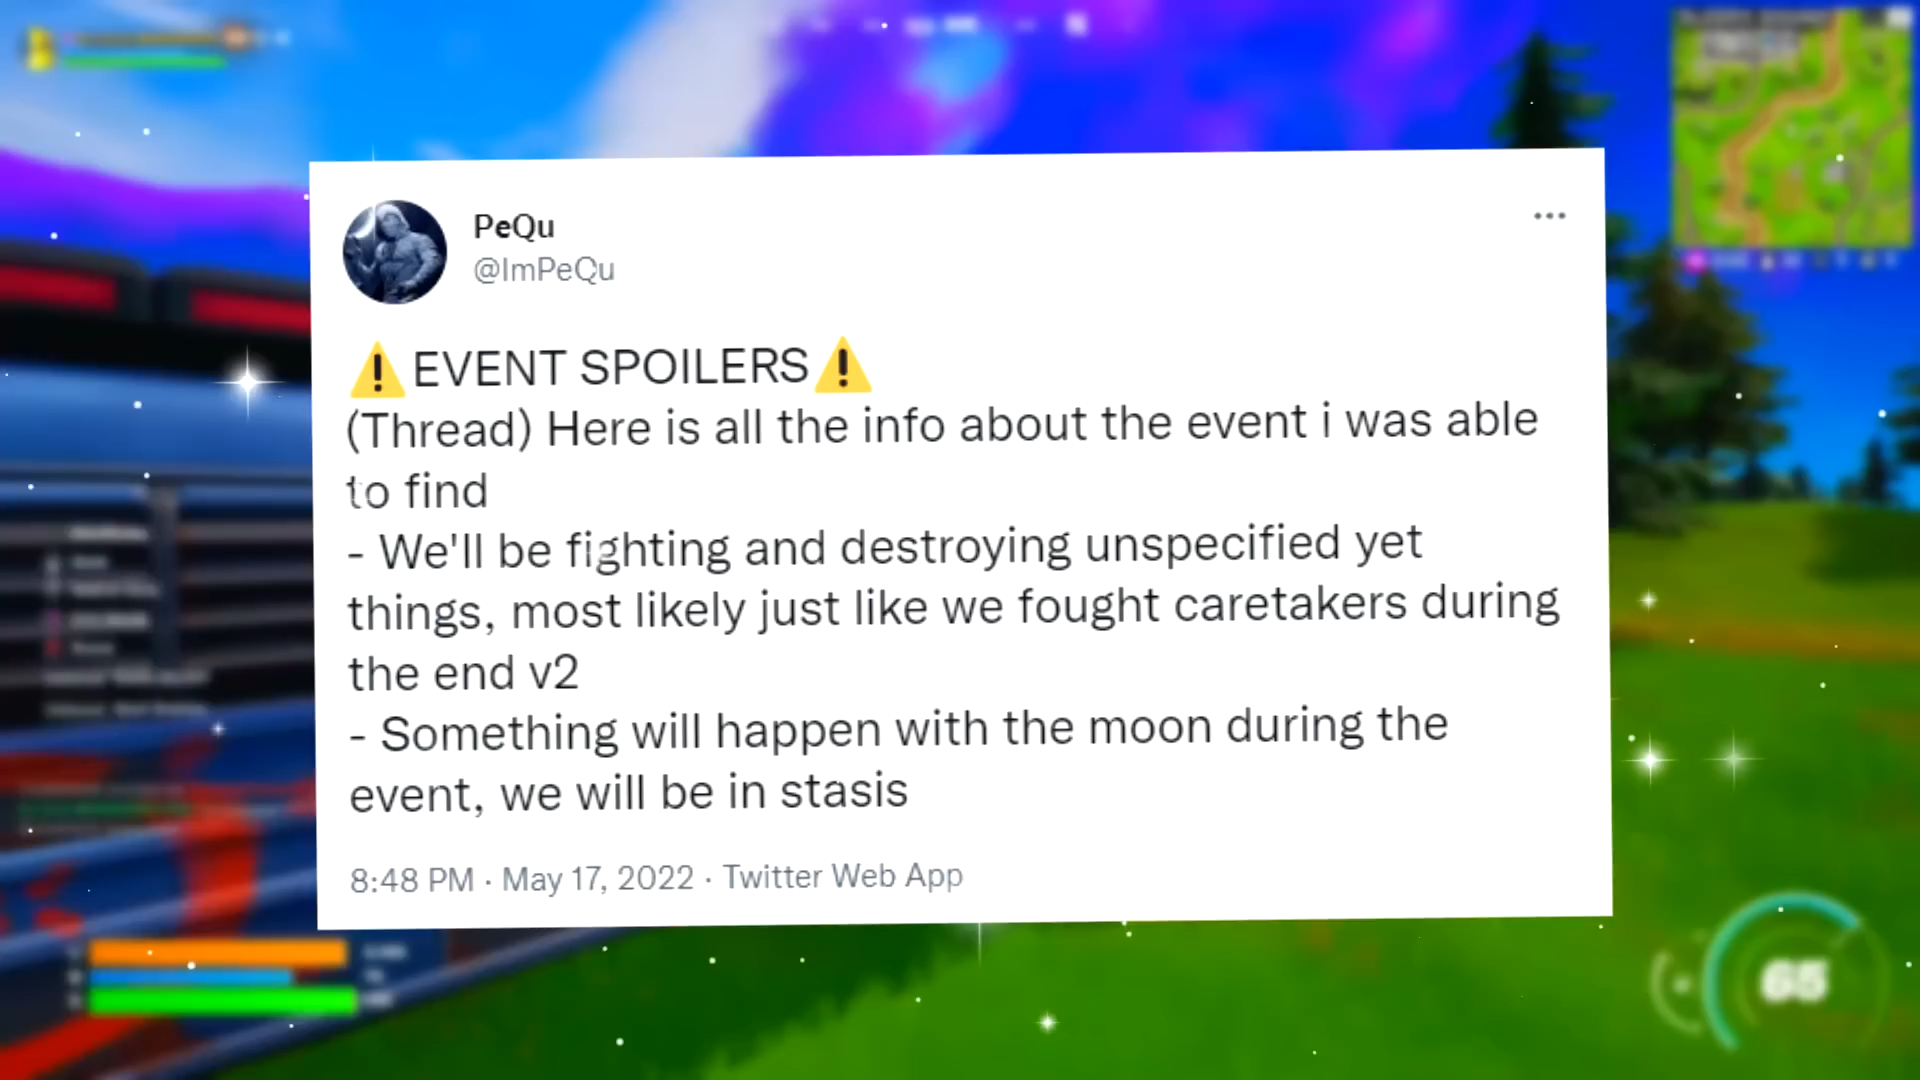 PeQu
@ImPeQu
⚠️EVENT SPOILERS⚠️
(Thread) Here is all the info about the event i was able
to find
- We'll be fighting and destroying unspecified yet
things, most likely just like we fought caretakers during
the end v2
- Something will happen with the moon during the
event, we will be in stasis
8:48 PM · May 17, 2022 · Twitter Web App
65